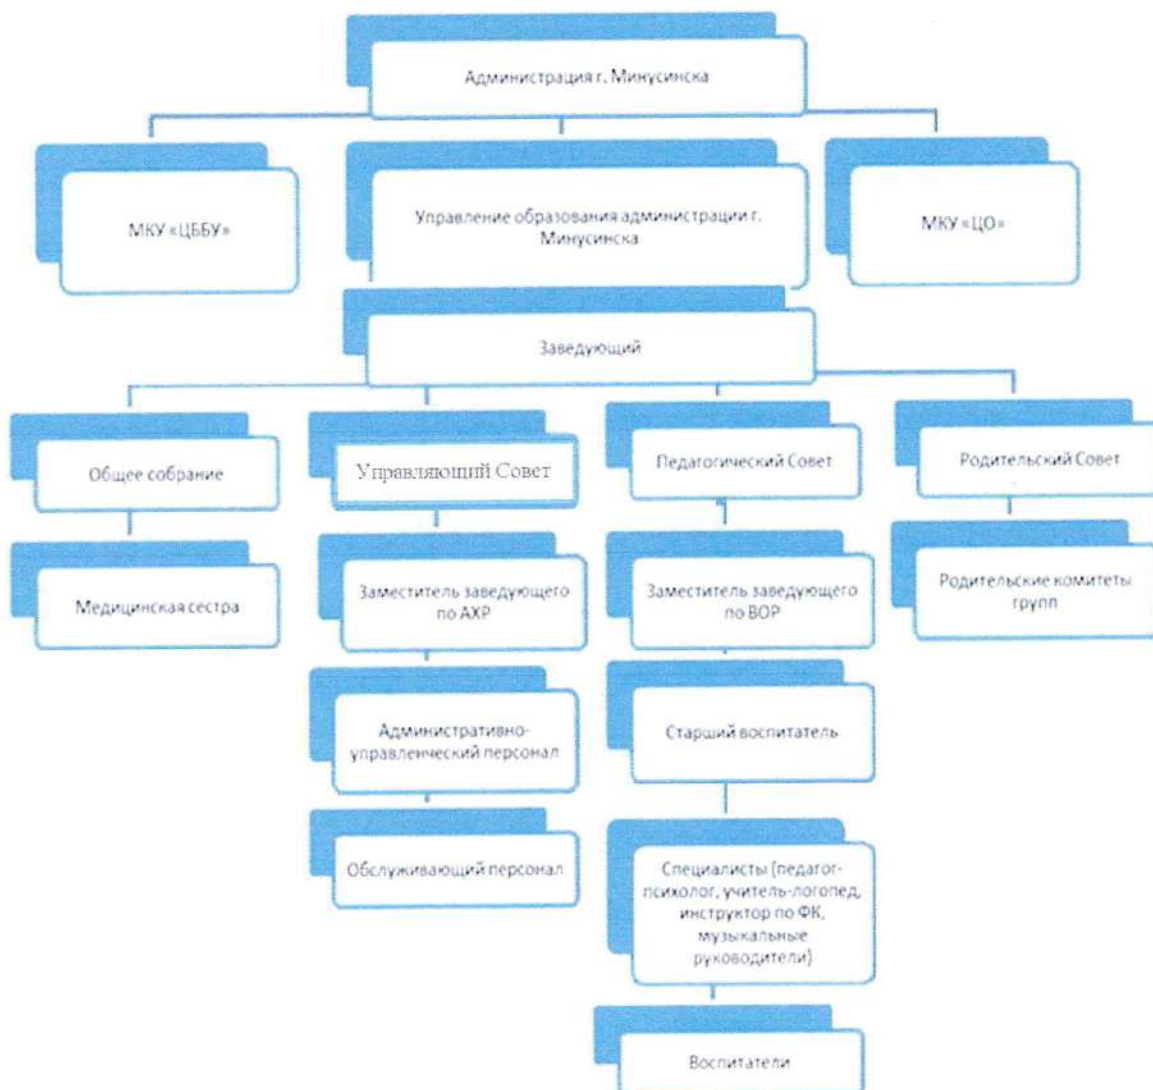 Администрация г. Минусинска
МКУ «ЦББУ»
Управление образования администрации г.
Минусинска
МКУ «ЦО»
Заведующий
Общее собрание
Управляющий Совет
Педагогический Совет
Родительский Совет
Медицинская сестра
Заместитель заведующего
по АХР
Заместитель заведующего
по ВОР
Родительские комитеты
групп
Административно-
управленческий персонал
Старший воспитатель
Обслуживающий персонал
Специалисты (педагог-
психолог, учитель-логопед,
инструктор по ФК,
музыкальные
руководители)
Воспитатели